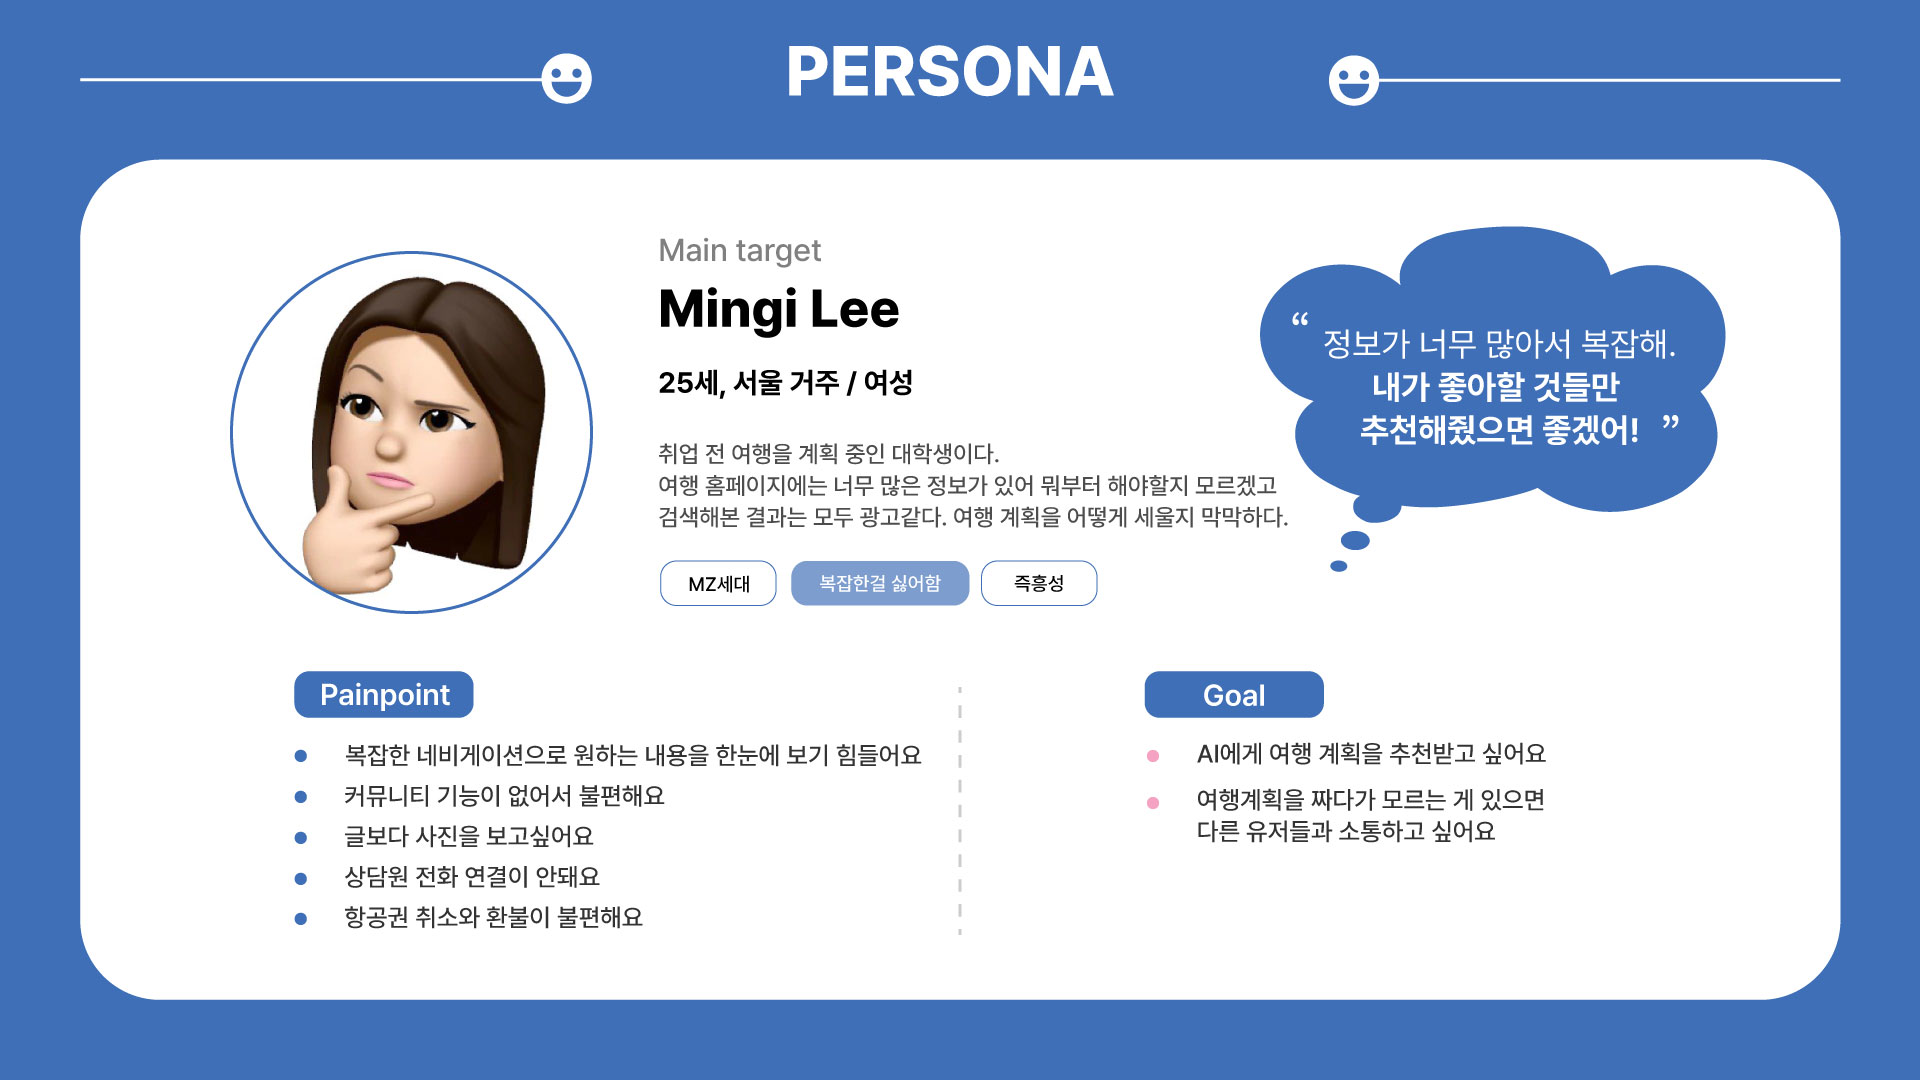 PERSONA
Main target
Mingi Lee
25세, 서울 거주 / 여성
취업 전 여행을 계획 중인 대학생이다.
여행 홈페이지에는 너무 많은 정보가 있어 뭐부터 해야할지 모르겠고
검색해본 결과는 모두 광고같다. 여행 계획을 어떻게 세울지 막막하다.
MZ세대
복잡한걸 싫어함
즉흥성
“ 정보가 너무 많아서 복잡해.
내가 좋아할 것들만
추천해줬으면 좋겠어! ”
Painpoint
복잡한 네비게이션으로 원하는 내용을 한눈에 보기 힘들어요
커뮤니티 기능이 없어서 불편해요
글보다 사진을 보고싶어요
상담원 전화 연결이 안돼요
항공권 취소와 환불이 불편해요
Goal
AI에게 여행 계획을 추천받고 싶어요
여행계획을 짜다가 모르는 게 있으면
다른 유저들과 소통하고 싶어요